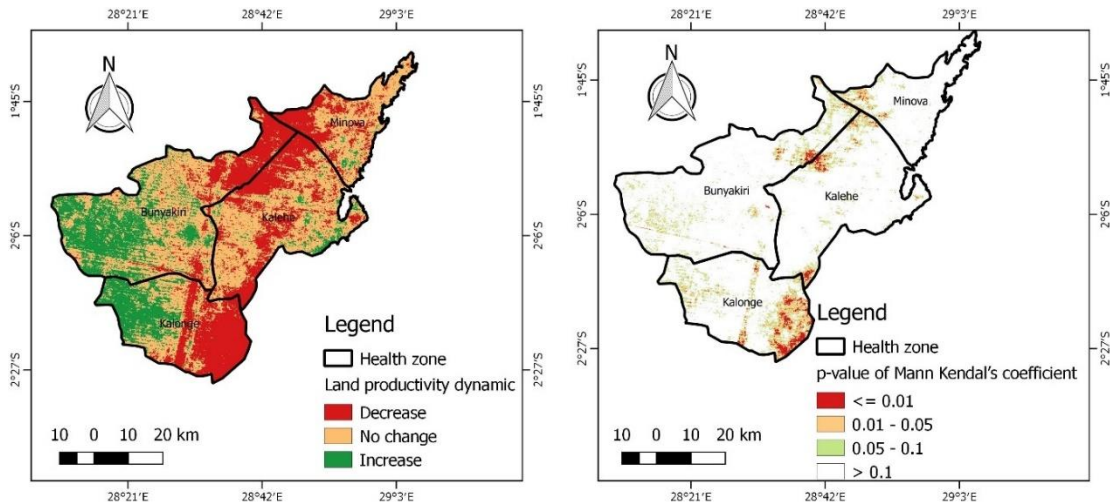 28°21'E 28°42'E 29°3'E
N
1°45'S
1°45'S
Minova
Bunyakiri
Kalehe
2°6'S
2°6'S
Kalonge
Legend
Health zone
Land productivity dynamic
Decrease
No change
Increase
2°27'S
2°27'S
10 0 10 20 km
28°21'E 28°42'E 29°3'E
28°21'E 28°42'E 29°3'E
N
1°45'S
1°45'S
Minova
Bunyakiri
Kalehe
2°6'S
2°6'S
Kalonge
Legend
Health zone
p-value of Mann Kendal's coefficient
<= 0.01
0.01 - 0.05
0.05 - 0.1
> 0.1
2°27'S
2°27'S
10 0 10 20 km
28°21'E 28°42'E 29°3'E